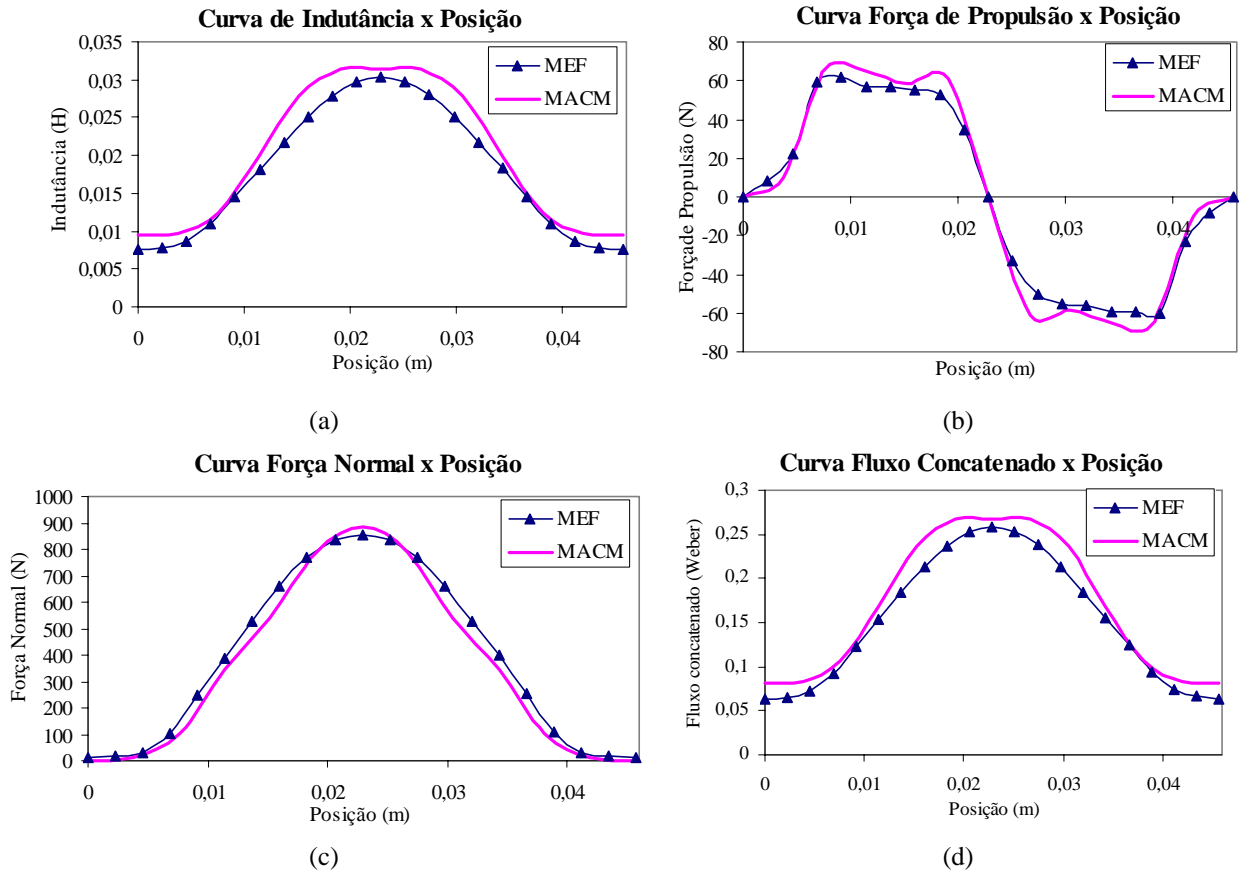 Curva de Indutância x Posição
0,035
0,03
0,025
0,02
0,015
0,01
0,005
0
Indutância (H)
MEF
MACM
0
0,01
0,02
0,03
0,04
Posição (m)
(a)
Curva Força de Propulsão x Posição
80
60
40
20
0
-20
-40
-60
-80
Forçade Propulsão (N)
MEF
MACM
0
0,01
0,02
0,03
0,04
Posição (m)
(b)
Curva Força Normal x Posição
1000
900
800
700
600
500
400
300
200
100
0
Força Normal (N)
MEF
MACM
0
0,01
0,02
0,03
0,04
Posição (m)
(c)
Curva Fluxo Concatenado x Posição
0,3
0,25
0,2
0,15
0,1
0,05
0
Fluxo concatenado (Weber)
MEF
MACM
0
0,01
0,02
0,03
0,04
Posição (m)
(d)